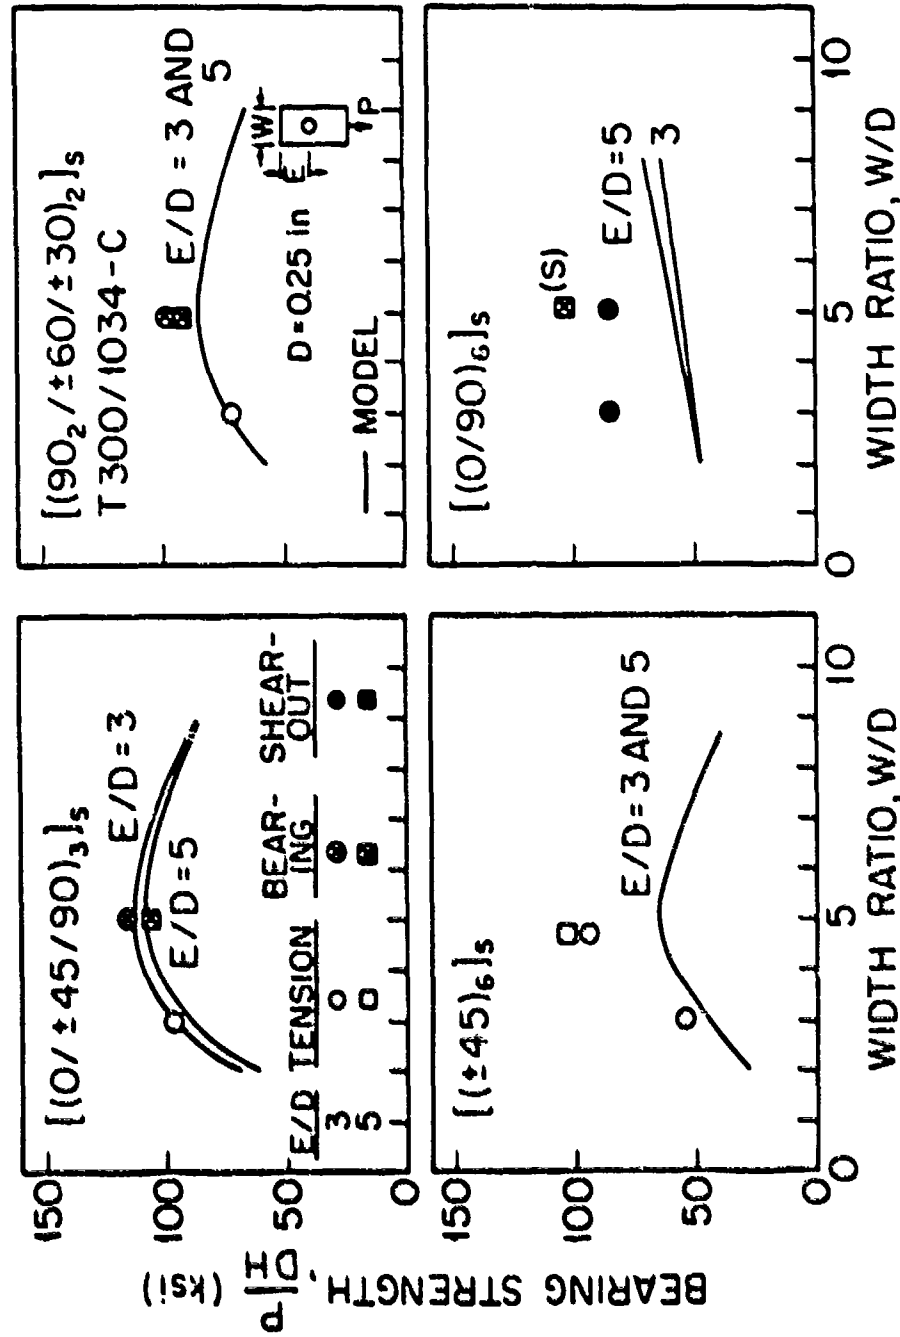 BEARING STRENGTH, P/DH (ksi)
[(0/±45/90)3]S
150
100
50
0
E/D=3
E/D=5
E/D TENSION BEAR-ING SHEAR-OUT
3
5
[(90₂/±60/±30)₂]S
T300/1034-C
E/D = 3 AND 5
D=0.25 in
W
E
P
MODEL
[(±45)6]S
150
100
50
0
E/D=3 AND 5
0 5 10
WIDTH RATIO, W/D
[(0/90)6]S
(S)
E/D=5
3
0 5 10
WIDTH RATIO, W/D